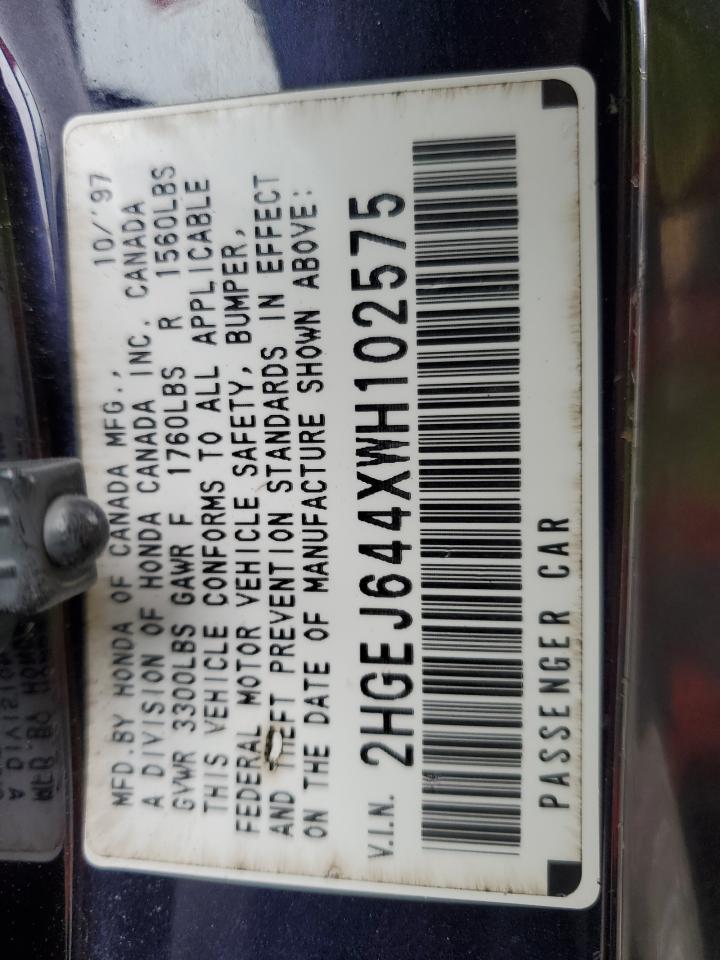 MFD.BY HONDA OF CANADA MFG., 10/'97
A DIVISION OF HONDA CANADA INC. CANADA
GVWR 3300LBS GAWR F 1760LBS R 1560LBS
THIS VEHICLE CONFORMS TO ALL APPLICABLE
FEDERAL MOTOR VEHICLE SAFETY, BUMPER,
AND THEFT PREVENTION STANDARDS IN EFFECT
ON THE DATE OF MANUFACTURE SHOWN ABOVE:
V.I.N. 2HGEJ644XWH102575
PASSENGER CAR